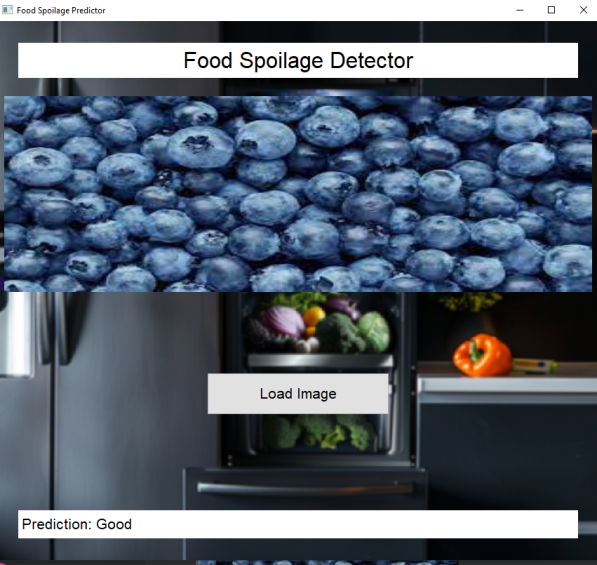 Food Spoilage Predictor
Food Spoilage Detector
Load Image
Prediction: Good